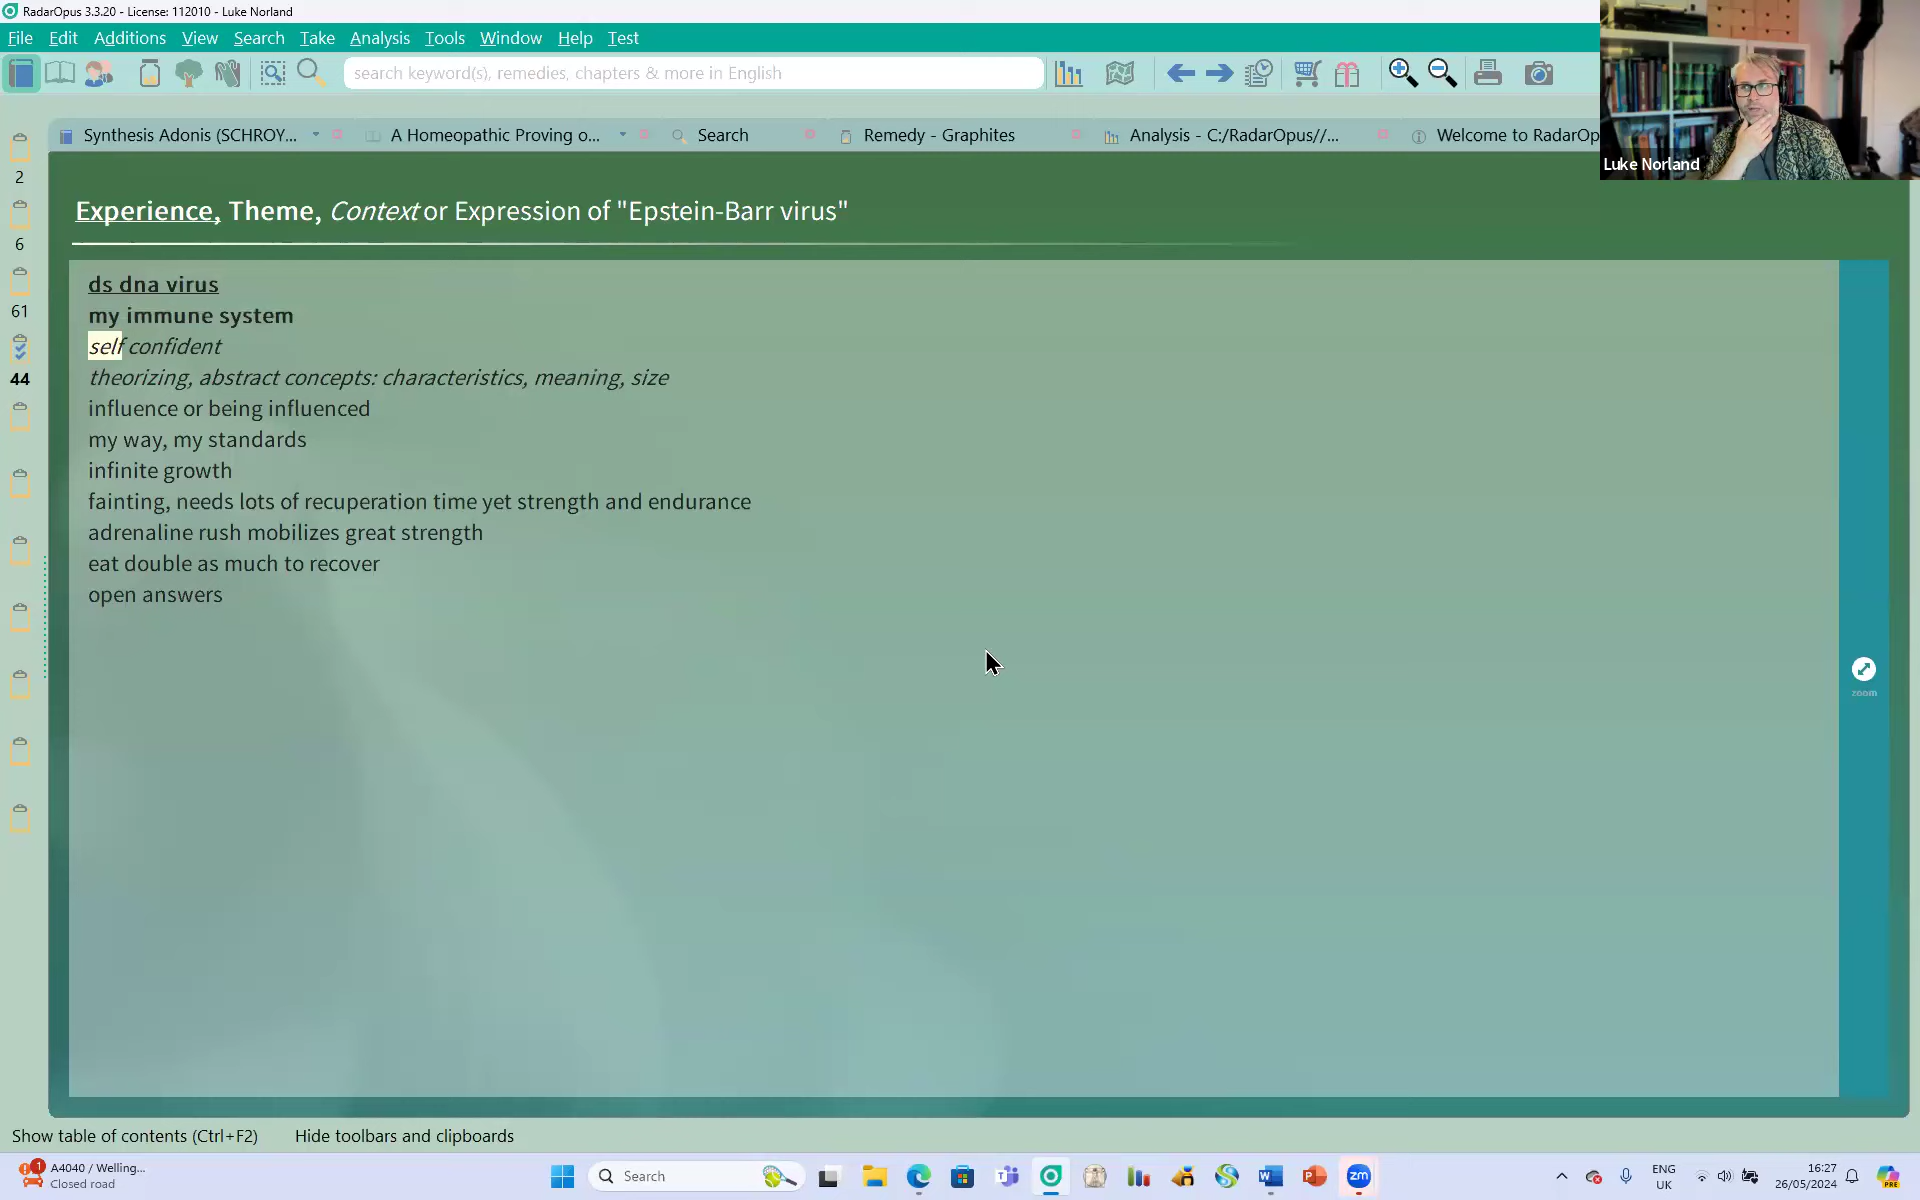 RadarOpus 3.3.20 - License: 112010 - Luke Norland
File Edit Additions View Search Take Analysis Tools Window Help Test
search keyword(s), remedies, chapters & more in English
Synthesis Adonis (SCHROY... A Homeopathic Proving o... Search Remedy - Graphites Analysis - C:/RadarOpus//... Welcome to RadarOp
Luke Norland
2
6
61
44
Experience, Theme, Context or Expression of "Epstein-Barr virus"
ds dna virus
my immune system
self confident
theorizing, abstract concepts: characteristics, meaning, size
influence or being influenced
my way, my standards
infinite growth
fainting, needs lots of recuperation time yet strength and endurance
adrenaline rush mobilizes great strength
eat double as much to recover
open answers
zoom
Show table of contents (Ctrl+F2) Hide toolbars and clipboards
1
A4040 / Welling...
Closed road
Search
zm
ENG
UK
16:27
26/05/2024
PRE